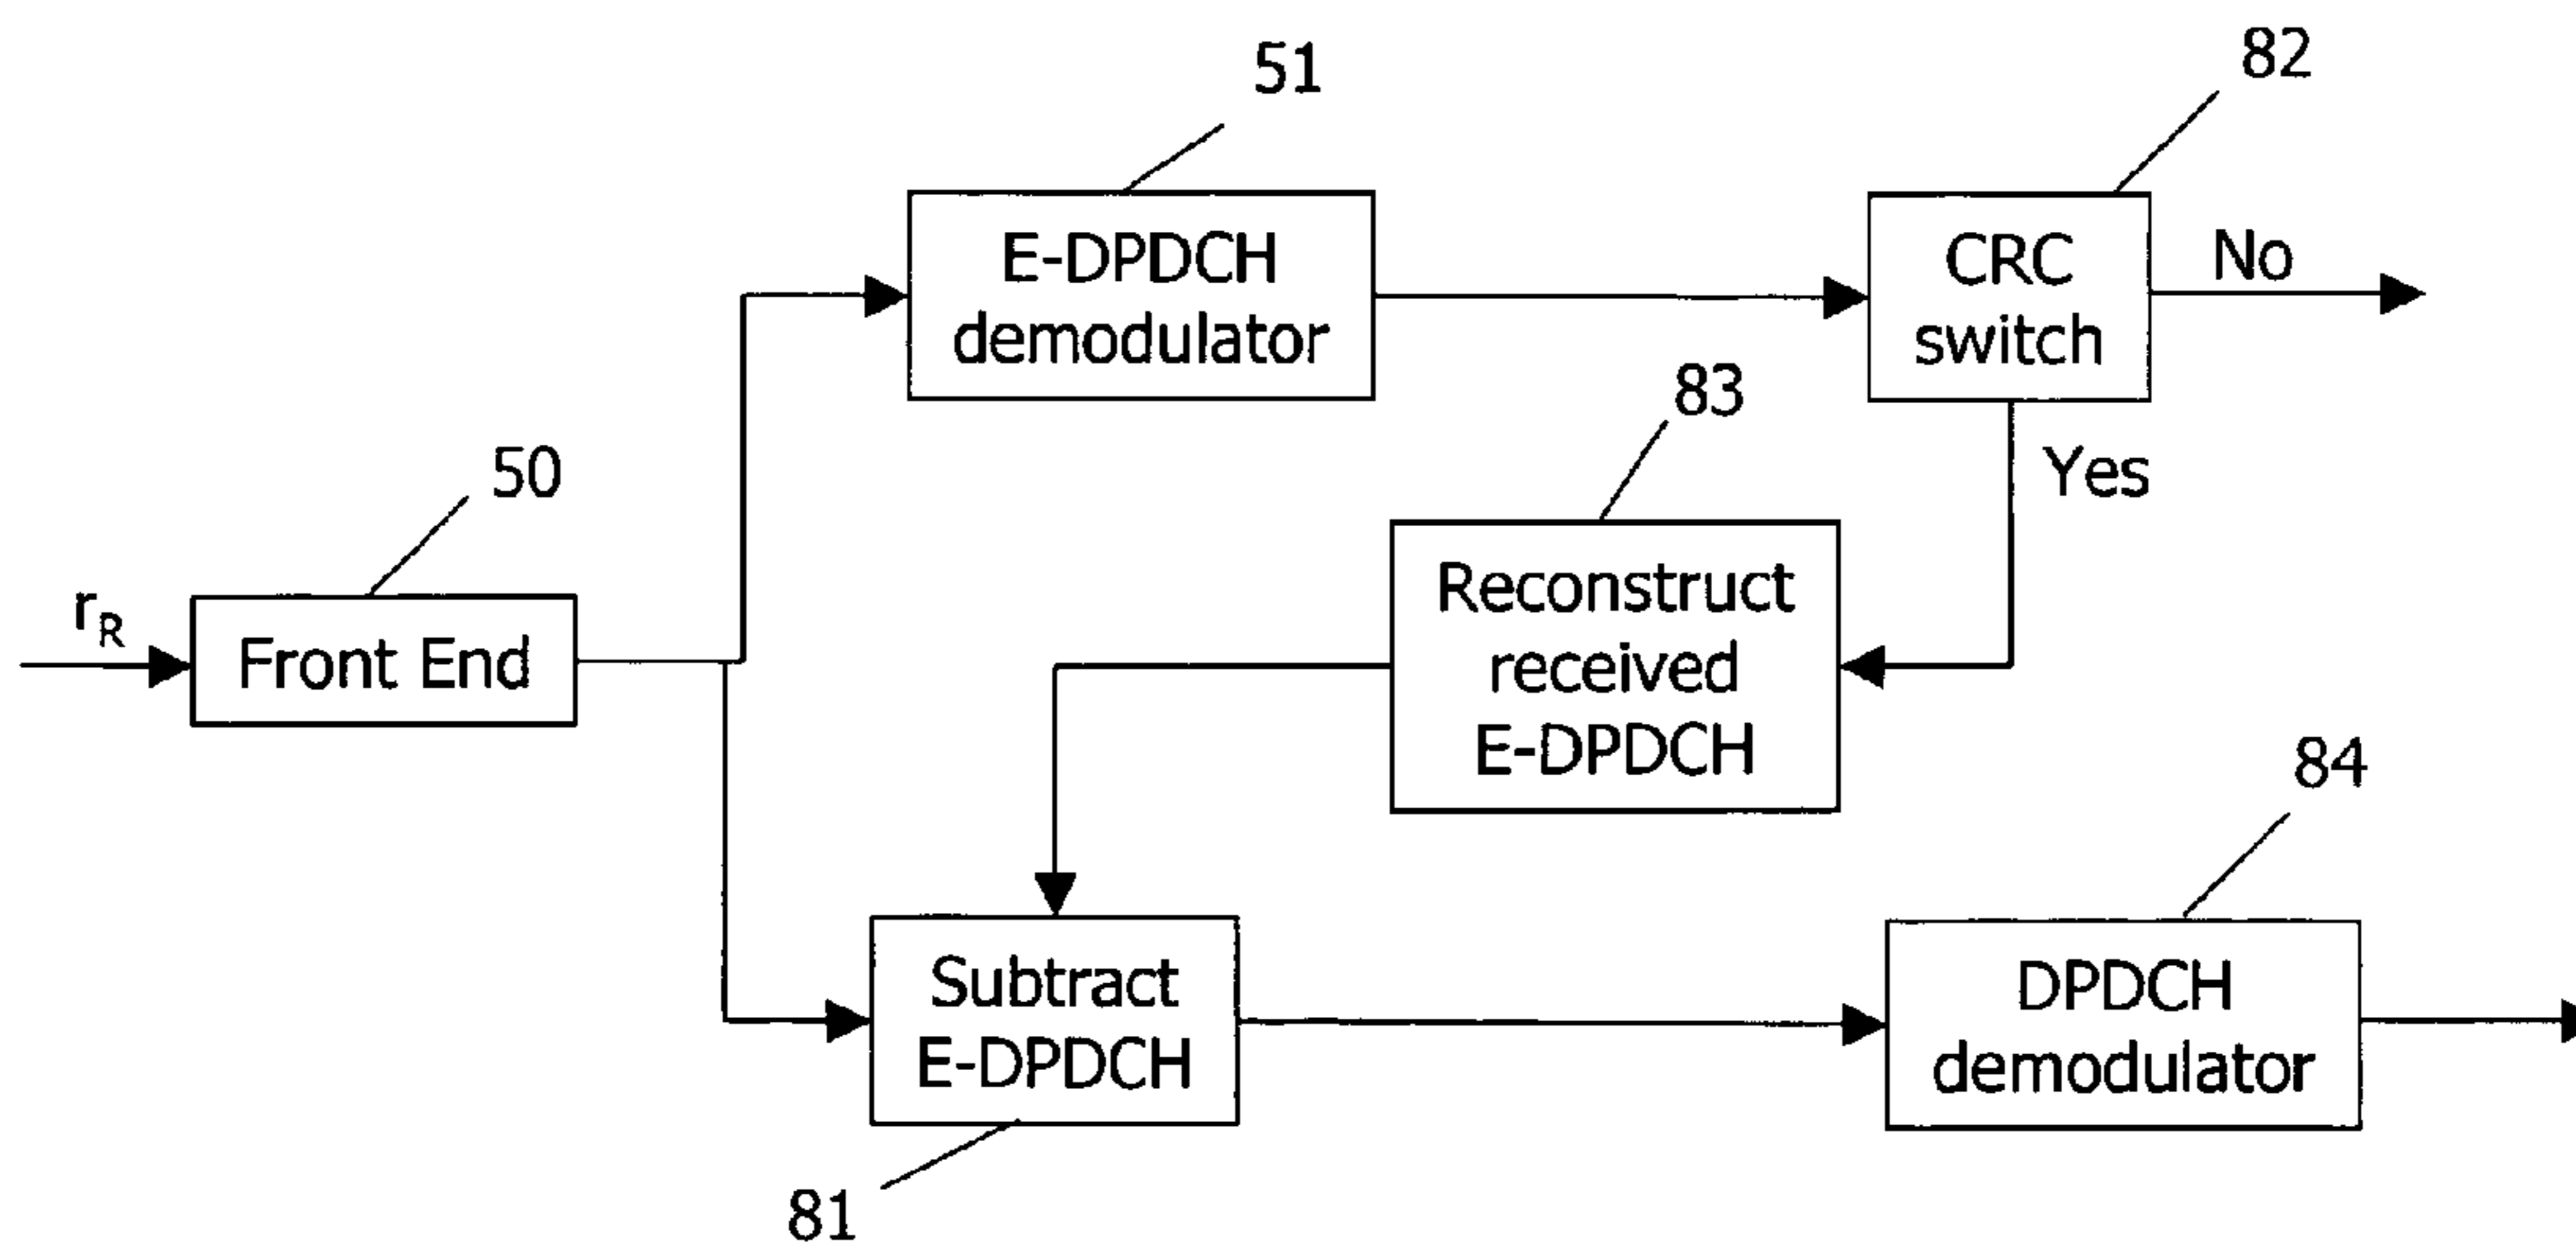 82
51
E-DPDCH
demodulator
CRC
switch
No
83
Yes
50
Reconstruct
received
E-DPDCH
r_R
Front End
84
Subtract
E-DPDCH
DPDCH
demodulator
81